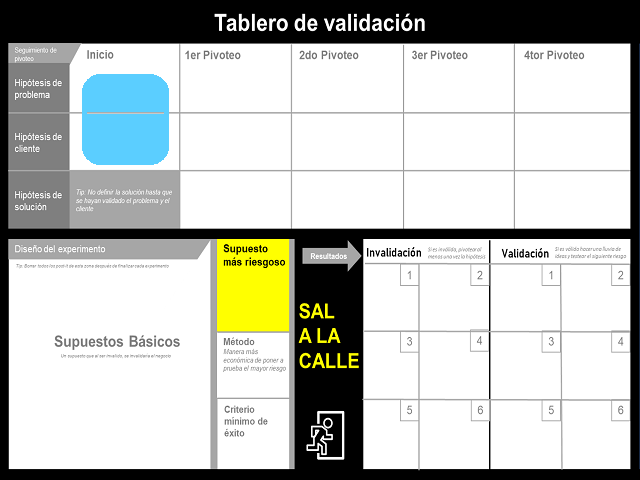 Tablero de validación
Seguimiento de
pivoteo
Inicio
1er Pivoteo
2do Pivoteo
3er Pivoteo
4tor Pivoteo
Hipótesis de
problema
Hipótesis de
cliente
Hipótesis de
solución
Tip: No definir la solución hasta que
se hayan validado el problema y el
cliente
Diseño del experimento
Tip: Borrar todos los post-it de esta zona después de finalizar cada experimento
Supuestos Básicos
Un supuesto que al ser invalido, se invalidaría el negocio
Supuesto
más riesgoso
Método
Manera más
económica de poner a
prueba el mayor riesgo
Criterio
mínimo de
éxito
Resultados
SAL
A LA
CALLE
Invalidación
Si es inválido, pivotear al
menos una vez la hipótesis
Validación
Si es valido hacer una lluvia de
ideas y testear el siguiente riesgo
1 2 1 2
3 4 3 4
5 6 5 6